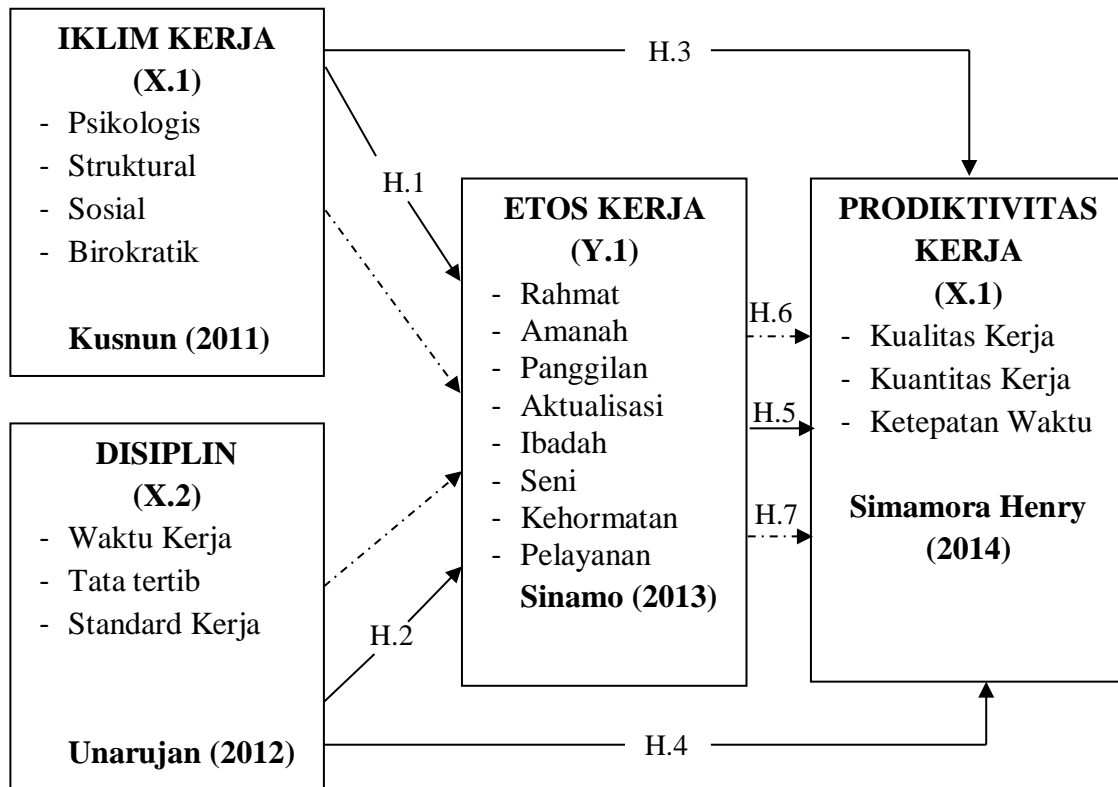 IKLIM KERJA
(X.1)
- Psikologis
- Struktural
- Sosial
- Birokratik
Kusnun (2011)
H.3
H.1
DISIPLIN
(X.2)
- Waktu Kerja
- Tata tertib
- Standard Kerja
Unarujan (2012)
H.2
H.4
ETOS KERJA
(Y.1)
- Rahmat
- Amanah
- Panggilan
- Aktualisasi
- Ibadah
- Seni
- Kehormatan
- Pelayanan
Sinamo (2013)
H.6
H.5
H.7
PRODIKTIVITAS
KERJA
(X.1)
- Kualitas Kerja
- Kuantitas Kerja
- Ketepatan Waktu
Simamora Henry
(2014)